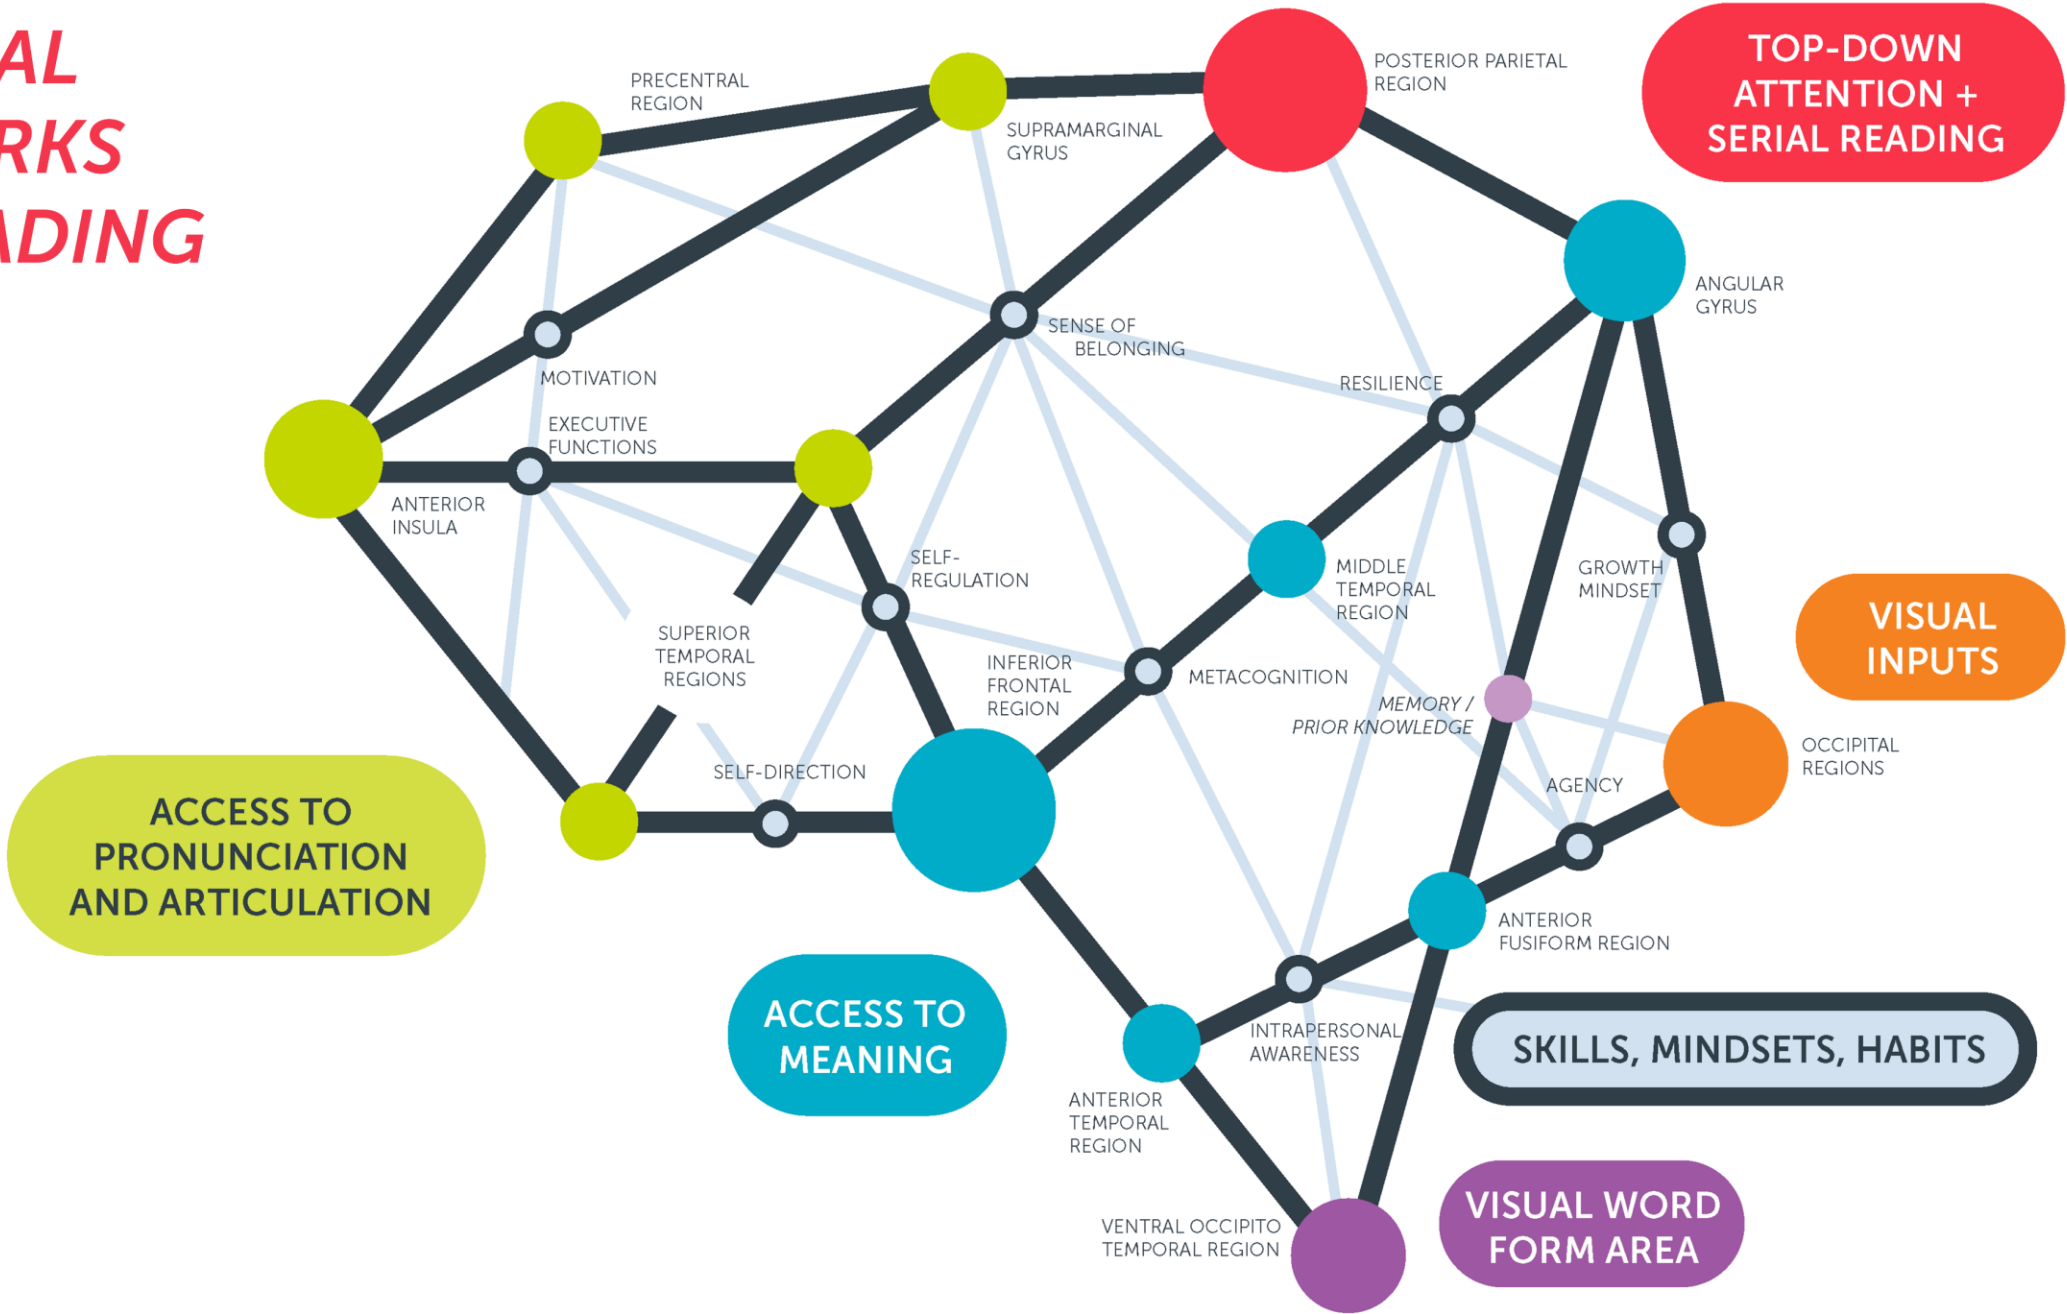 AL
RKS
ADING
PRECENTRAL
REGION
SUPRAMARGINAL
GYRUS
POSTERIOR PARIETAL
REGION
TOP-DOWN
ATTENTION +
SERIAL READING
ANGULAR
GYRUS
SENSE OF
BELONGING
RESILIENCE
MOTIVATION
EXECUTIVE
FUNCTIONS
ANTERIOR
INSULA
SELF-
REGULATION
MIDDLE
TEMPORAL
REGION
GROWTH
MINDSET
VISUAL
INPUTS
SUPERIOR
TEMPORAL
REGIONS
INFERIOR
FRONTAL
REGION
METACOGNITION
MEMORY /
PRIOR KNOWLEDGE
OCCIPITAL
REGIONS
SELF-DIRECTION
AGENCY
ACCESS TO
PRONUNCIATION
AND ARTICULATION
ANTERIOR
FUSIFORM REGION
ACCESS TO
MEANING
INTRAPERSONAL
AWARENESS
SKILLS, MINDSETS, HABITS
ANTERIOR
TEMPORAL
REGION
VENTRAL OCCIPITO
TEMPORAL REGION
VISUAL WORD
FORM AREA